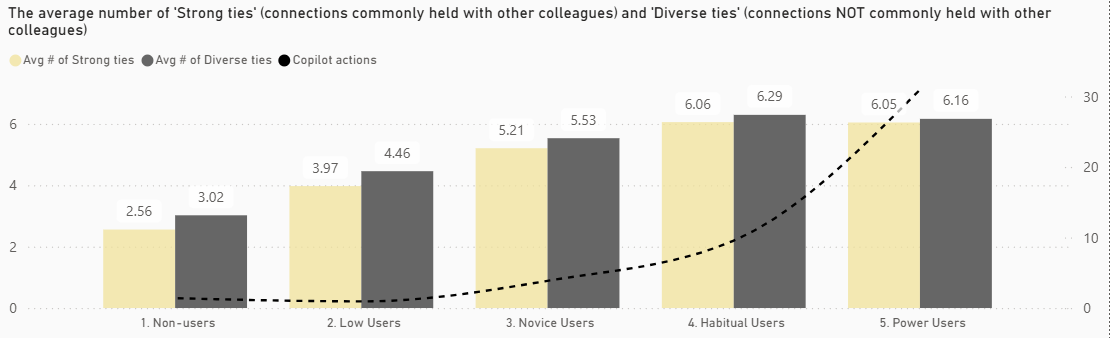 The average number of 'Strong ties' (connections commonly held with other colleagues) and 'Diverse ties' (connections NOT commonly held with other
colleagues)
Avg # of Strong ties Avg # of Diverse ties Copilot actions
30
6.29
6.06 6.05 6.16
5.53
5.21
6
4.46
3.97
20
4
3.02
2.56
10
2
0 0
1. Non-users 2. Low Users 3. Novice Users 4. Habitual Users 5. Power Users